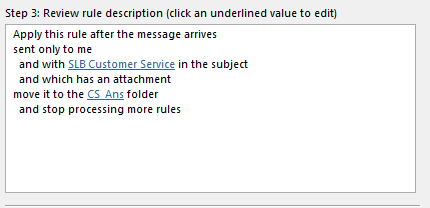 Step 3: Review rule description (click an underlined value to edit)
Apply this rule after the message arrives
sent only to me
and with SLB Customer Service in the subject
and which has an attachment
move it to the CS_Ans folder
and stop processing more rules